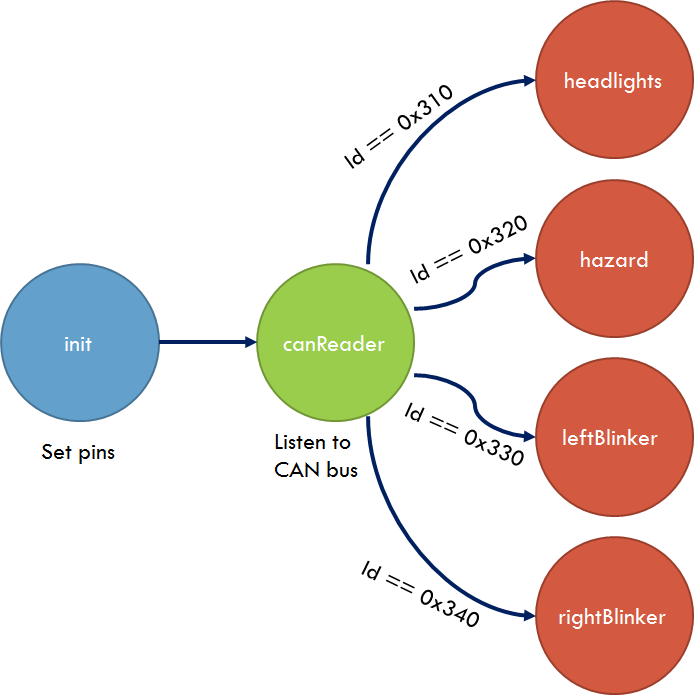 headlights
Id == 0x310
Id == 0x320
hazard
init
canReader
Set pins
Listen to
CAN bus
Id == 0x330
leftBlinker
Id == 0x340
rightBlinker